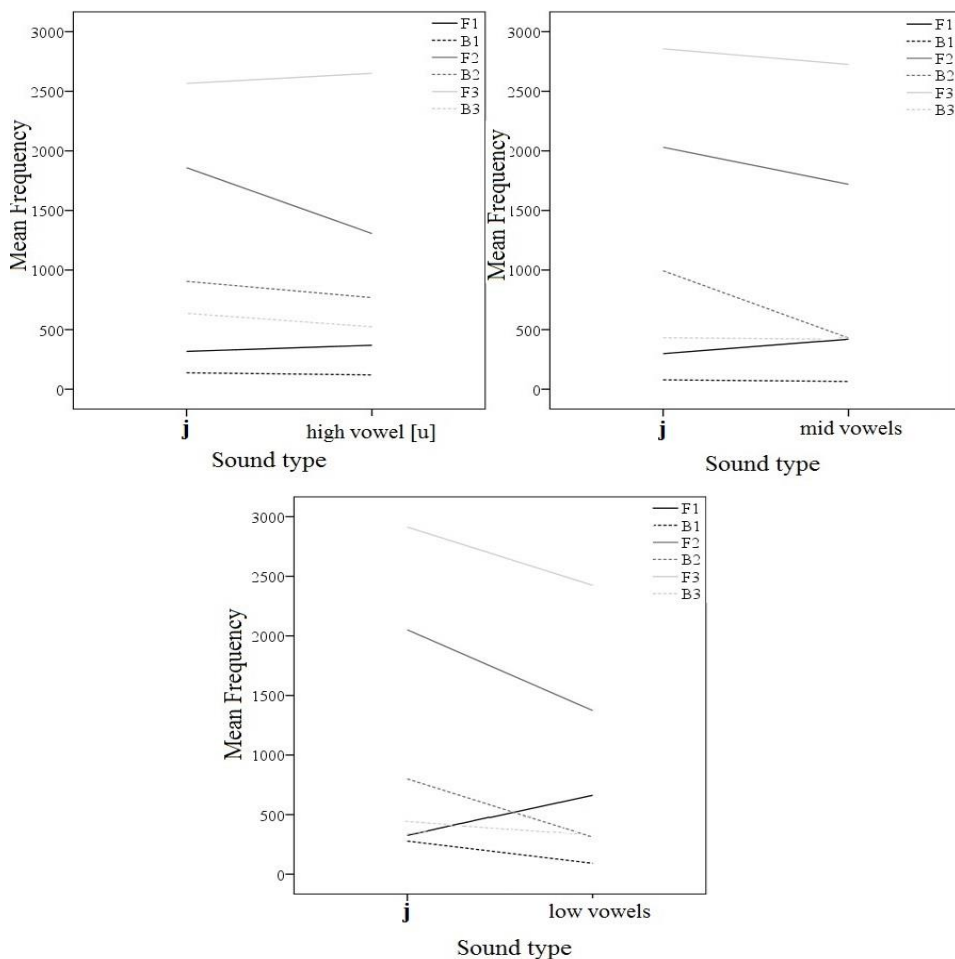 3000
2500
2000
1500
1000
500
0
Mean Frequency
F1
B1
F2
B2
F3
B3
j
high vowel [u]
Sound type
3000
2500
2000
1500
1000
500
0
Mean Frequency
F1
B1
F2
B2
F3
B3
j
mid vowels
Sound type
3000
2500
2000
1500
1000
500
0
Mean Frequency
F1
B1
F2
B2
F3
B3
j
low vowels
Sound type